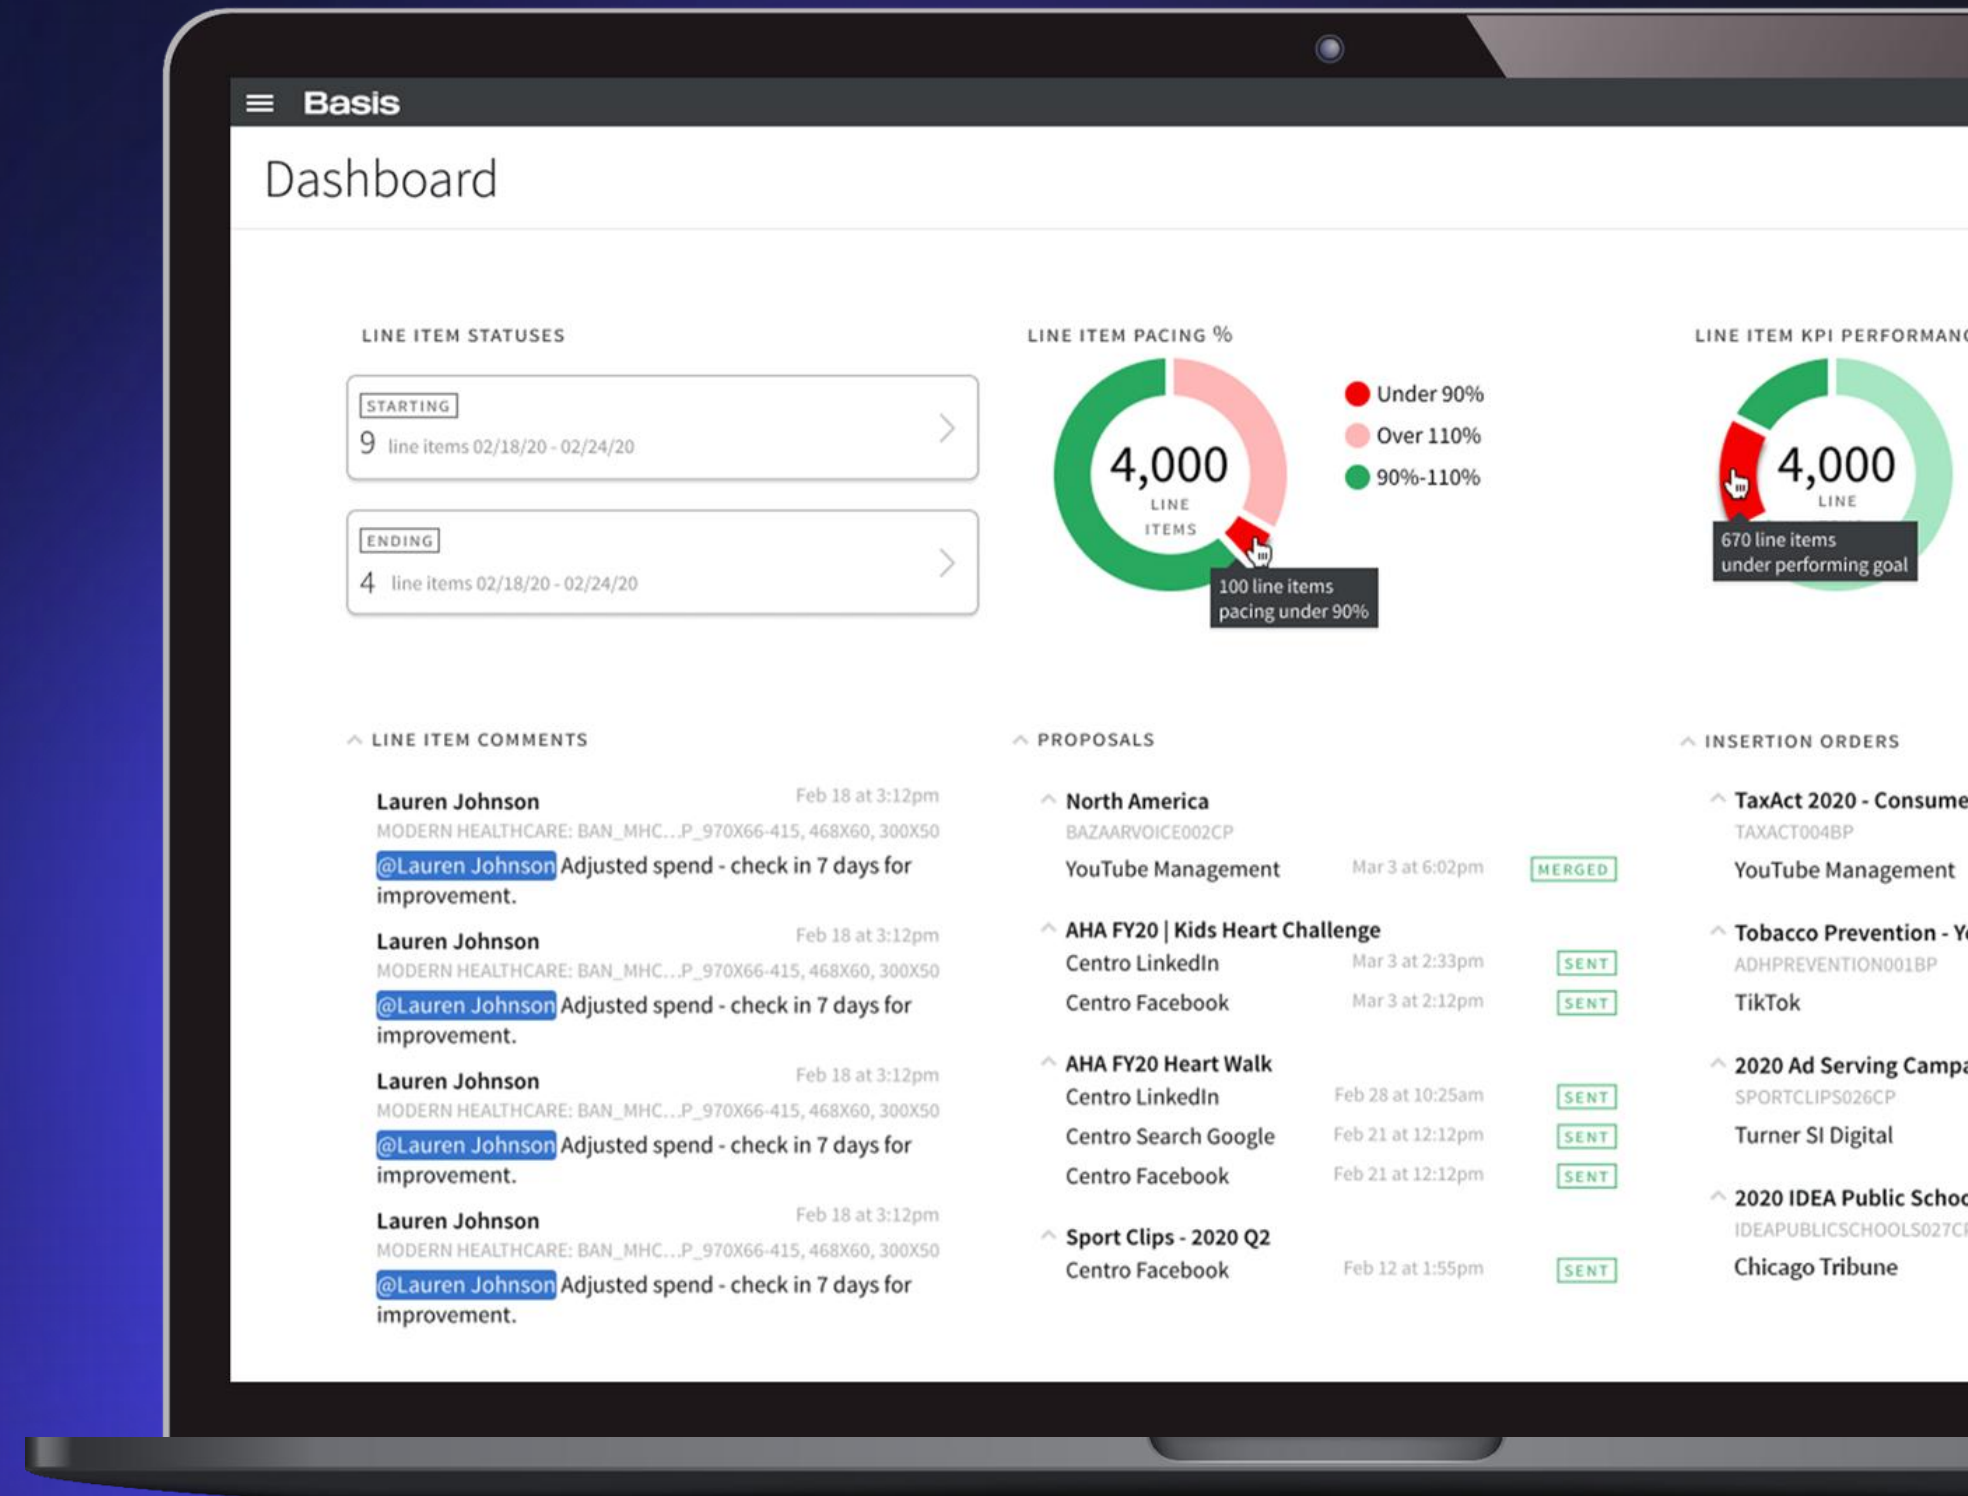 Basis
Dashboard
LINE ITEM STATUSES
STARTING
9 line items 02/18/20 - 02/24/20
ENDING
4 line items 02/18/20 - 02/24/20
LINE ITEM PACING %
4,000
LINE
ITEMS
Under 90%
Over 110%
90%-110%
100 line items
pacing under 90%
LINE ITEM KPI
4,000
LINE
670 line items
under performing goal
LINE ITEM COMMENTS
Lauren Johnson Feb 18 at 3:12pm
MODERN HEALTHCARE: BAN_MHC...P_970X66-415, 468X60, 300X50
@Lauren Johnson Adjusted spend - check in 7 days for
improvement.
Lauren Johnson Feb 18 at 3:12pm
MODERN HEALTHCARE: BAN_MHC...P_970X66-415, 468X60, 300X50
@Lauren Johnson Adjusted spend - check in 7 days for
improvement.
Lauren Johnson Feb 18 at 3:12pm
MODERN HEALTHCARE: BAN_MHC...P_970X66-415, 468X60, 300X50
@Lauren Johnson Adjusted spend - check in 7 days for
improvement.
Lauren Johnson Feb 18 at 3:12pm
MODERN HEALTHCARE: BAN_MHC...P_970X66-415, 468X60, 300X50
@Lauren Johnson Adjusted spend - check in 7 days for
improvement.
PROPOSALS
North America
BAZAARVOICE002CP
YouTube Management Mar 3 at 6:02pm MERGED
AHA FY20 | Kids Heart Challenge
Centro LinkedIn Mar 3 at 2:33pm SENT
Centro Facebook Mar 3 at 2:12pm SENT
AHA FY20 Heart Walk
Centro LinkedIn Feb 28 at 10:25am SENT
Centro Search Google Feb 21 at 12:12pm SENT
Centro Facebook Feb 21 at 12:12pm SENT
Sport Clips - 2020 Q2
Centro Facebook Feb 12 at 1:55pm SENT
INSERTION ORDERS
TaxAct 2020 - Consume
TAXACT004BP
YouTube Management
Tobacco Prevention -
ADHPREVENTION001BP
TikTok
2020 Ad Serving
SPORTCLIPS026CP
Turner SI Digital
2020 IDEA Public
IDEAPUBLICSCHOOLS027C
Chicago Tribune